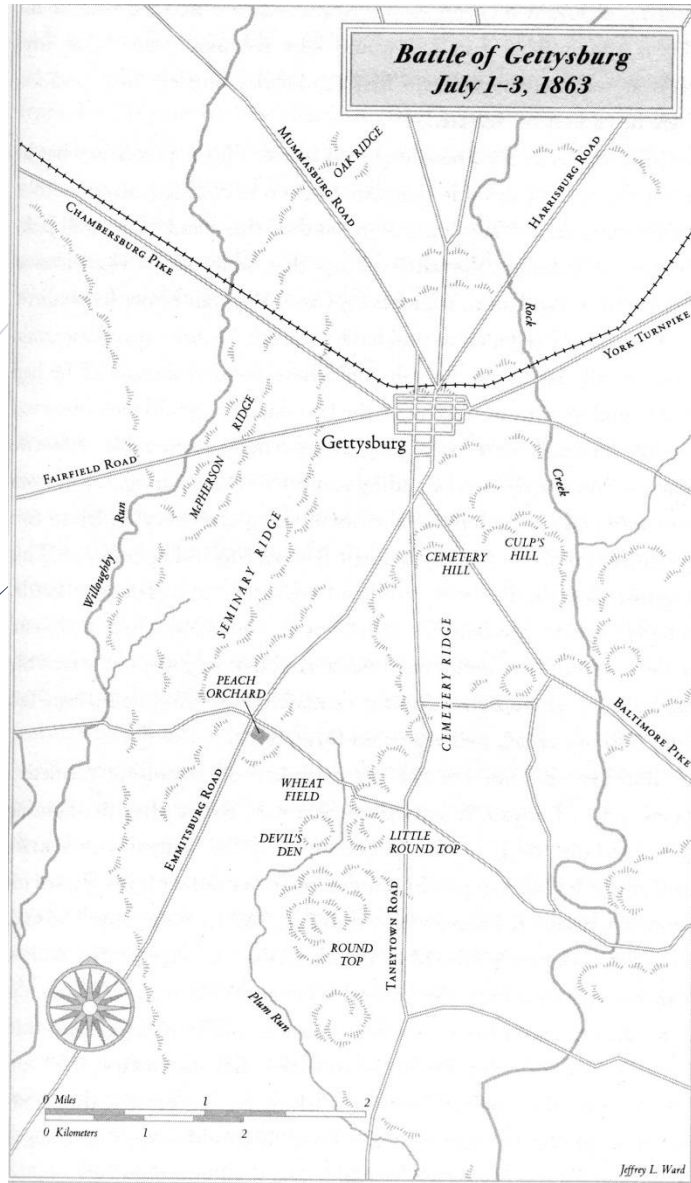 Battle of Gettysburg
July 1–3, 1863
MUMMASBURG ROAD
OAK RIDGE
HARRISBURG ROAD
CHAMBERSBURG PIKE
Rock
YORK TURNPIKE
Gettysburg
FAIRFIELD ROAD
McPHERSON RIDGE
Creek
Run
Willoughby
SEMINARY RIDGE
CEMETERY
HILL
CULP'S
HILL
PEACH
ORCHARD
CEMETERY RIDGE
BALTIMORE PIKE
EMMITSBURG ROAD
WHEAT
FIELD
DEVIL'S
DEN
LITTLE
ROUND TOP
TANEYTOWN ROAD
ROUND
TOP
Plum Run
0 Miles 1 2
0 Kilometers 1 2
Jeffrey L. Ward